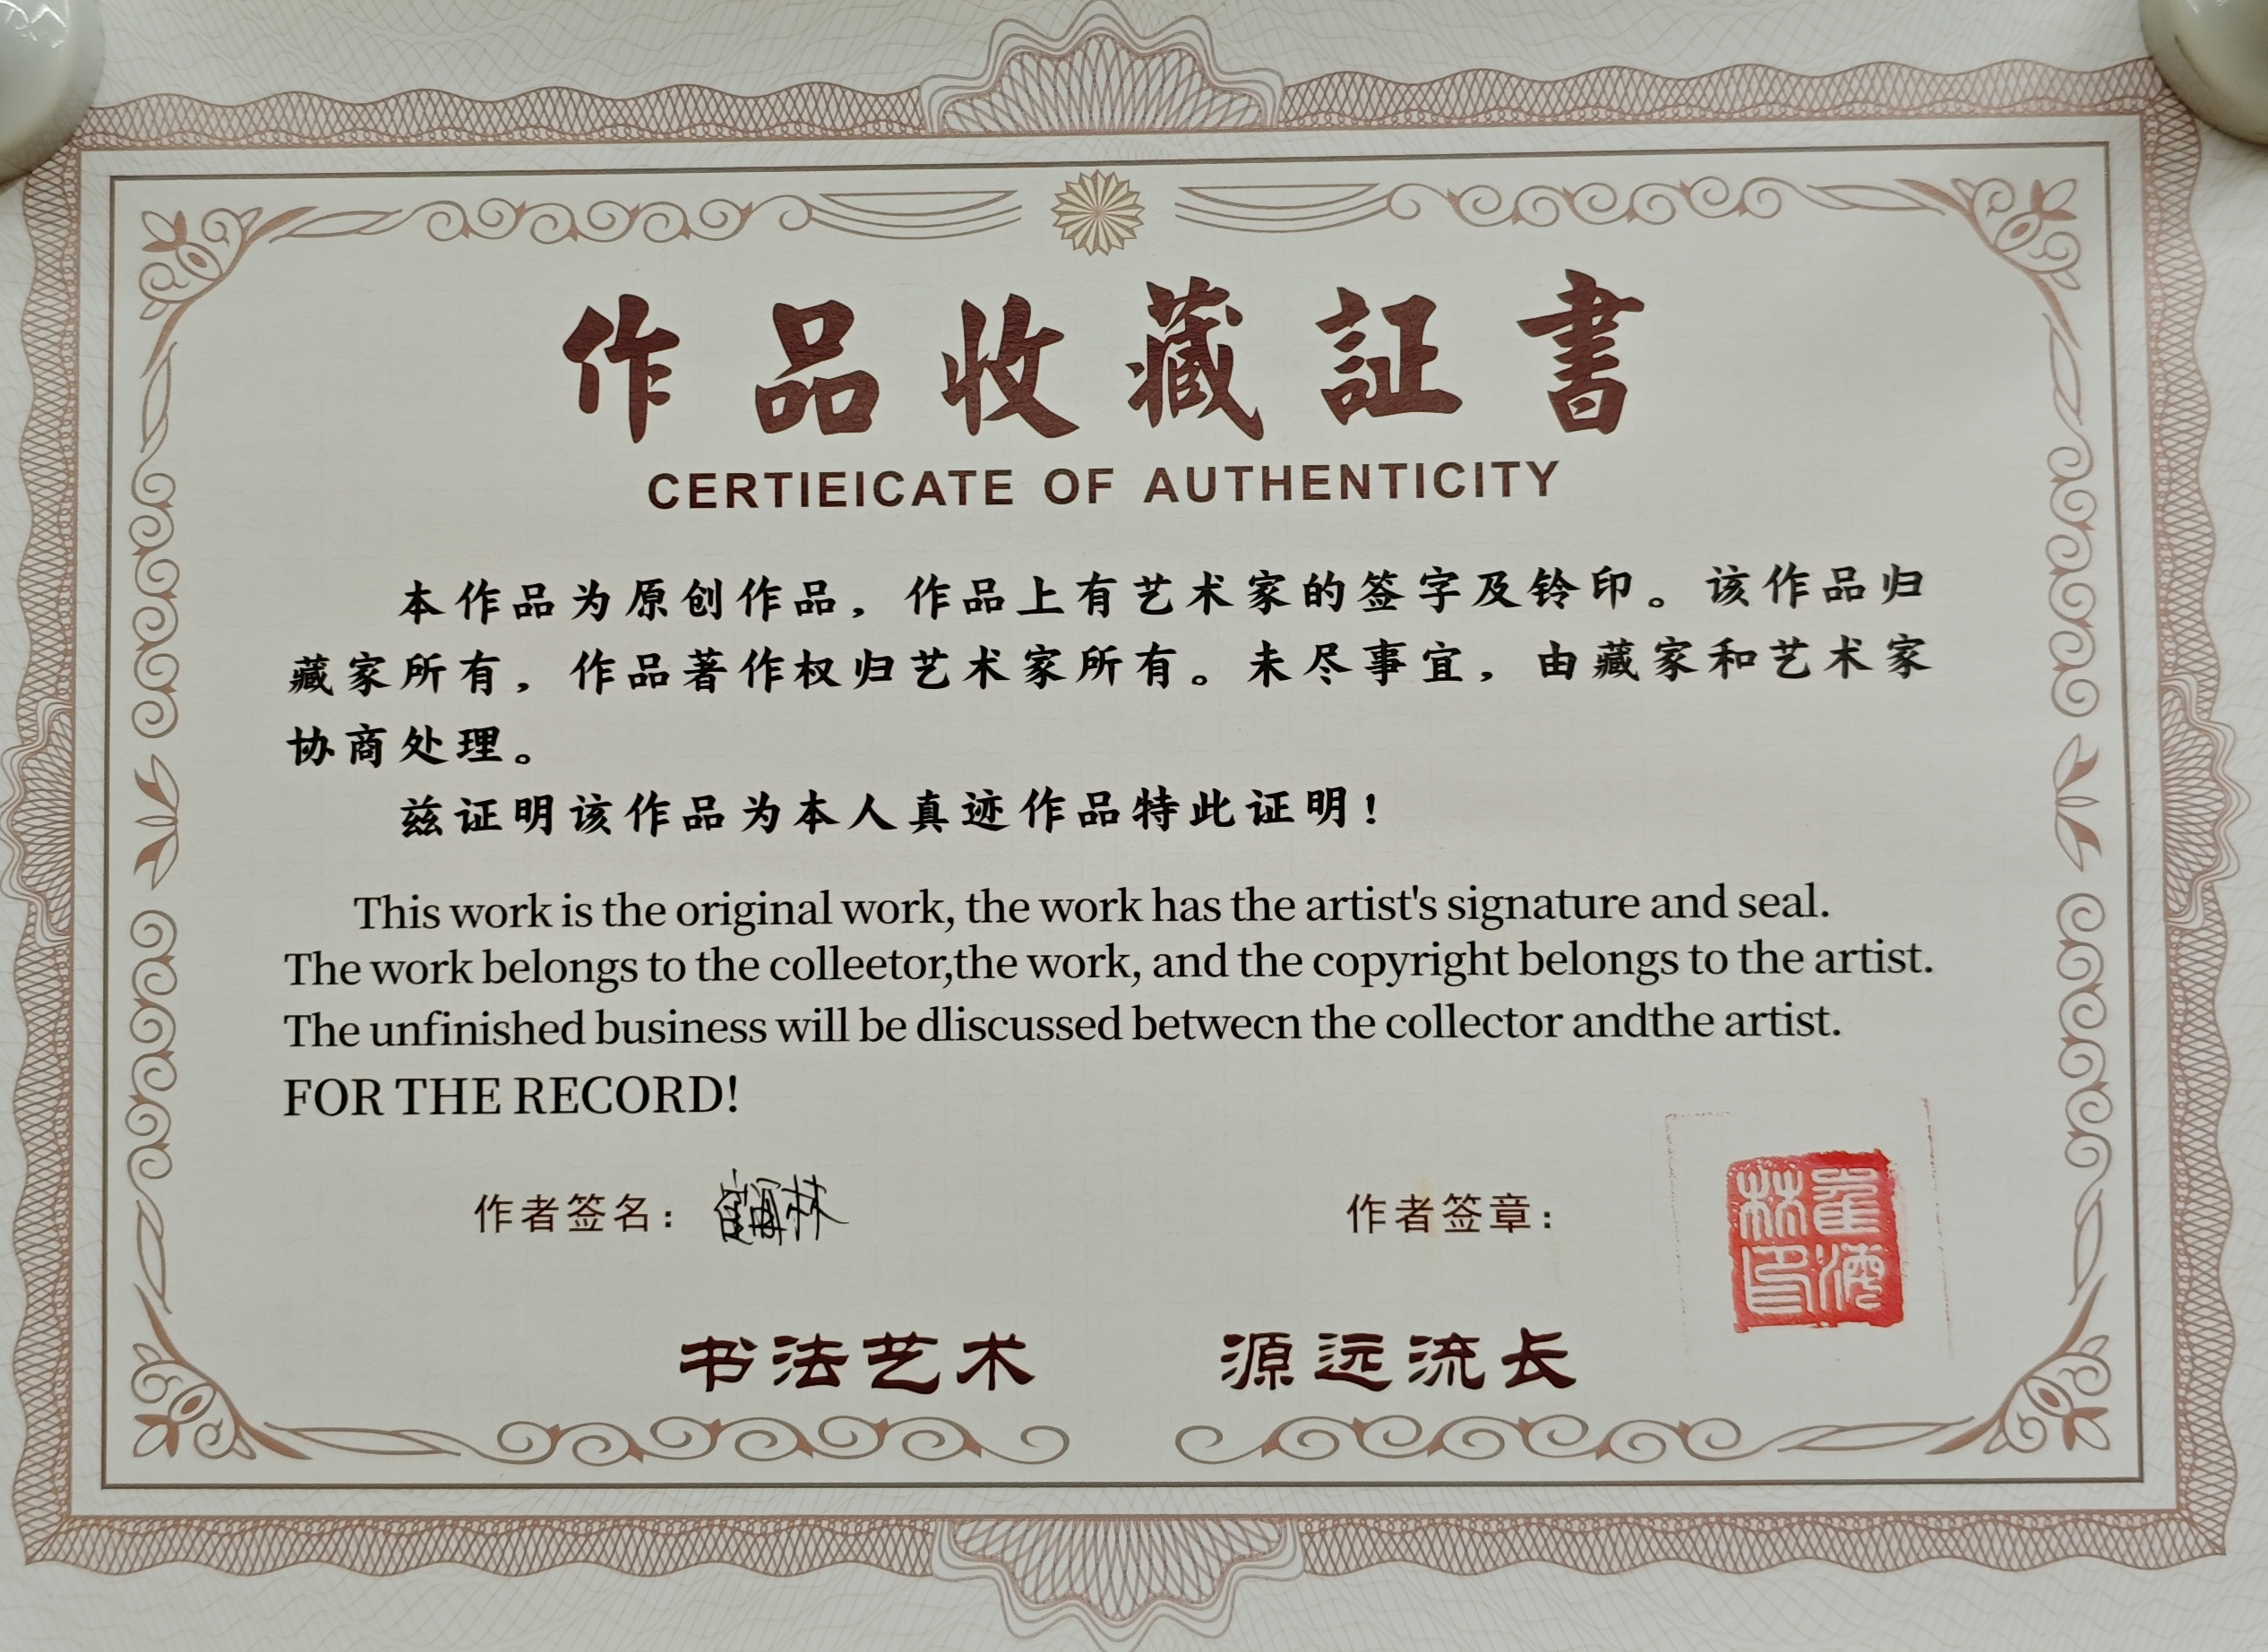 作品收藏証書
CERTIEICATE OF AUTHENTICITY
本作品为原创作品，作品上有艺术家的签字及铃印。该作品归
藏家所有，作品著作权归艺术家所有。未尽事宜，由藏家和艺术家
协商处理。
兹证明该作品为本人真迹作品特此证明！
This work is the original work, the work has the artist's signature and seal.
The work belongs to the colleetor,the work, and the copyright belongs to the artist.
The unfinished business will be dliscussed betwecn the collector andthe artist.
FOR THE RECORD!
作者签名：
作者签章：
书法艺术 源远流长